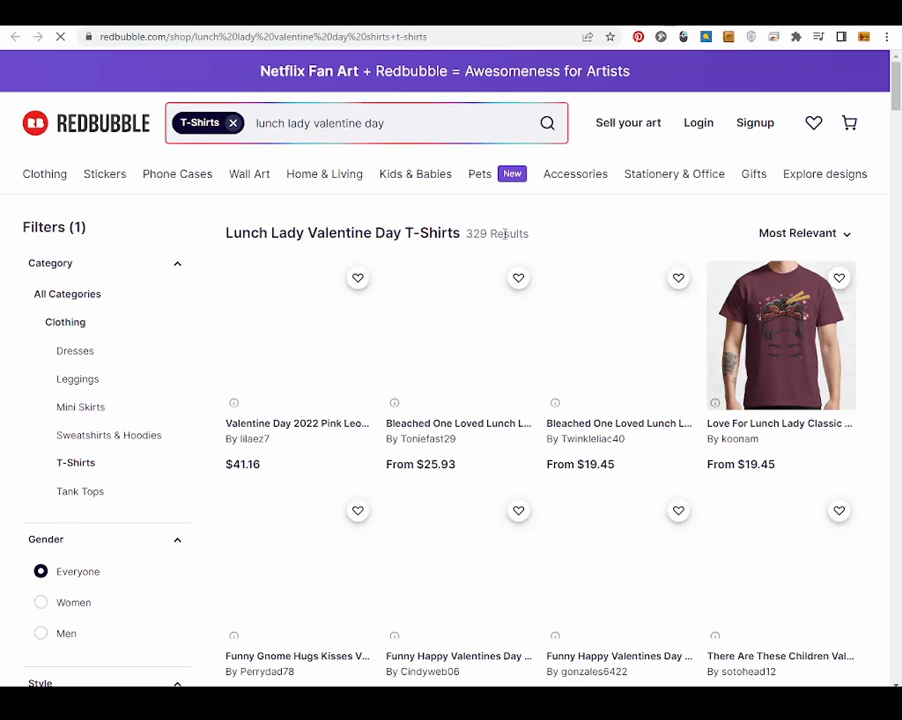 redbubble.com/shop/lunch%20lady%20valentine%20day%20shirts+t-shirts
Netflix Fan Art + Redbubble = Awesomeness for Artists
RB REDBUBBLE
T-Shirts
lunch lady valentine day
Sell your art
Login
Signup
Clothing
Stickers
Phone Cases
Wall Art
Home & Living
Kids & Babies
Pets
New
Accessories
Stationery & Office
Gifts
Explore designs
Filters (1)
Category
All Categories
Clothing
Dresses
Leggings
Mini Skirts
Sweatshirts & Hoodies
T-Shirts
Tank Tops
Gender
Everyone
Women
Men
Style
Lunch Lady Valentine Day T-Shirts 329 Results
Most Relevant
Valentine Day 2022 Pink Leo...
By lilaez7
$41.16
Bleached One Loved Lunch L...
By Toniefast29
From $25.93
Bleached One Loved Lunch L...
By Twinkleliac40
From $19.45
Love For Lunch Lady Classic ...
By koonam
From $19.45
Funny Gnome Hugs Kisses V...
By Perrydad78
Funny Happy Valentines Day ...
By Cindyweb06
Funny Happy Valentines Day ...
By gonzales6422
There Are These Children Val...
By sotohead12